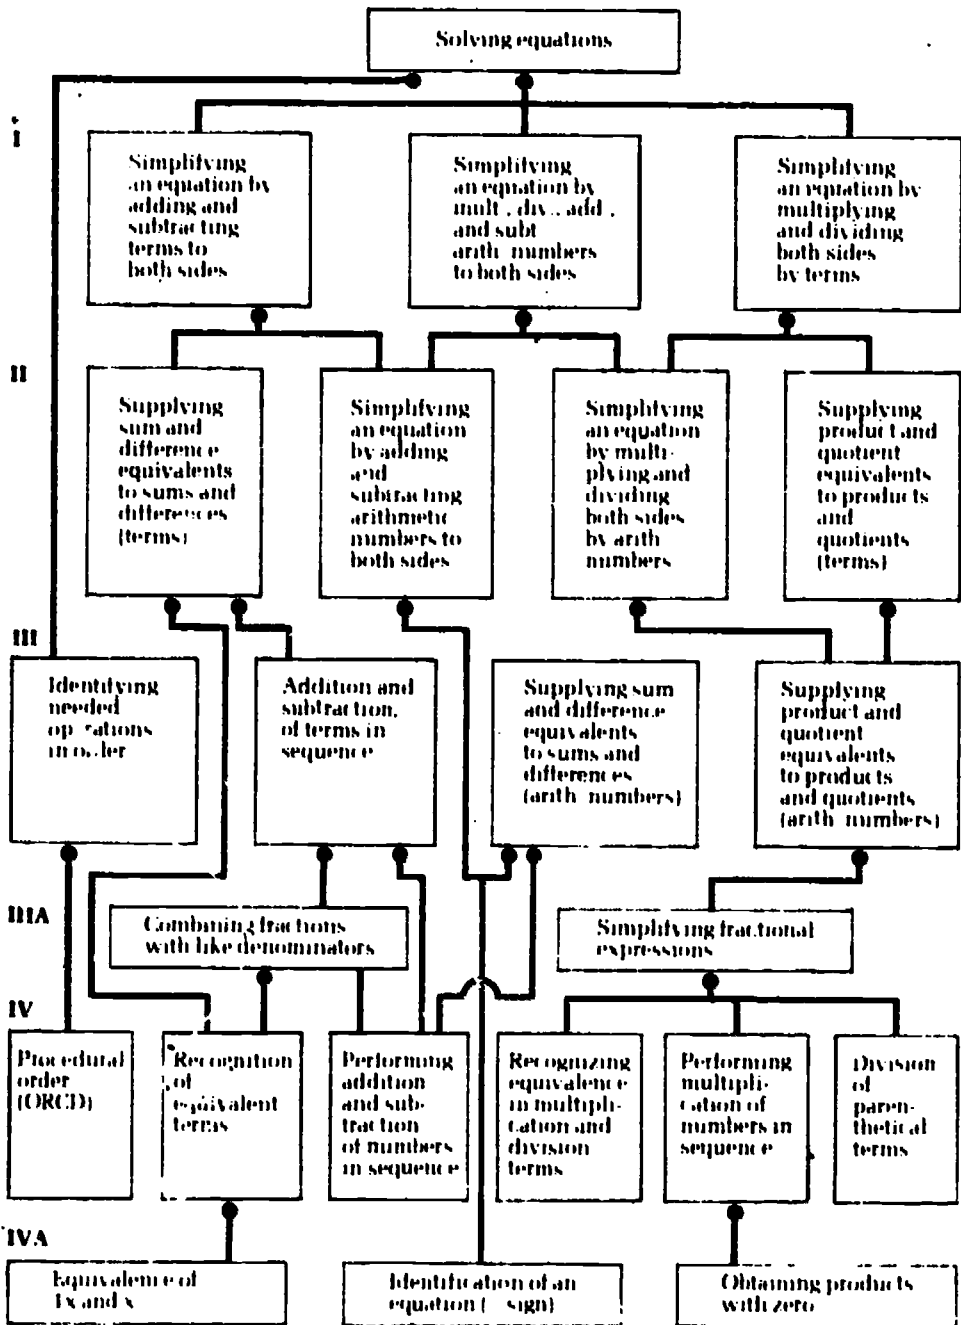 Solving equations
I
Simplifying
an equation by
adding and
subtracting
terms to
both sides
Simplifying
an equation by
mult., div., add.,
and subt
arith numbers
to both sides
Simplifying
an equation by
multiplying
and dividing
both sides
by terms
II
Supplying
sum and
difference
equivalents
to sums and
differences
(terms)
Simplifying
an equation
by adding
and
subtracting
arithmetic
numbers to
both sides
Simplifying
an equation
by multi-
plying and
dividing
both sides
by arith
numbers
Supplying
product and
quotient
equivalents
to products
and
quotients
(terms)
III
Identifying
needed
operations
in order
Addition and
subtraction,
of terms in
sequence
Supplying sum
and difference
equivalents
to sums and
differences
(arith numbers)
Supplying
product and
quotient
equivalents
to products
and quotients
(arith numbers)
IIIA
Combining fractions
with like denominators
Simplifying fractional
expressions
IV
Procedural
order
(ORCD)
Recognition
of
equivalent
terms
Performing
addition
and sub-
traction
of numbers
in sequence
Recognizing
equivalence
in multipli-
cation and
division
terms
Performing
multipli-
cation of
numbers in
sequence
Division
of
paren-
thetical
terms
IVA
Equivalence of
1x and x
Identification of an
equation ( sign)
Obtaining products
with zero